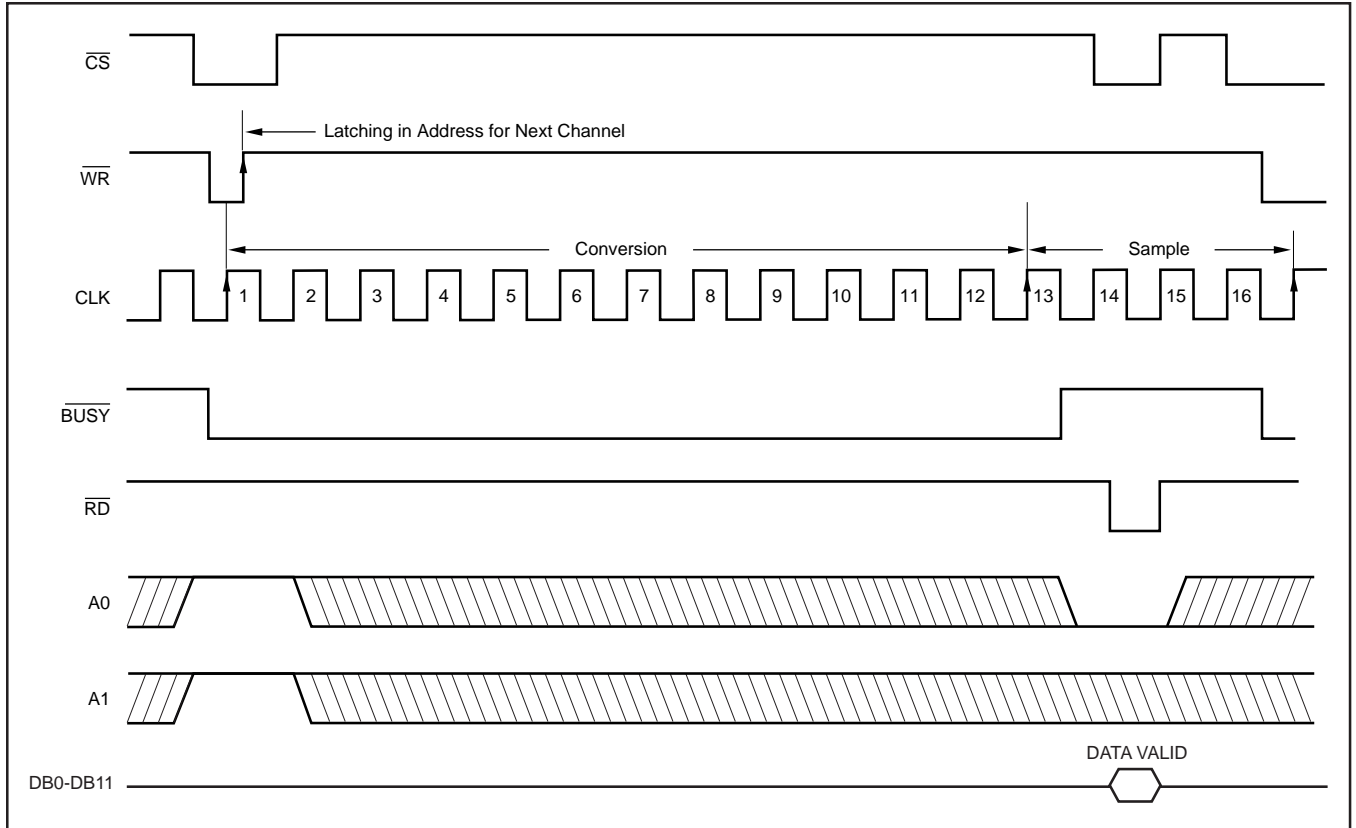 CS
Latching in Address for Next Channel
WR
Conversion
Sample
CLK
1 2 3 4 5 6 7 8 9 10 11 12 13 14 15 16
BUSY
RD
A0
A1
DATA VALID
DB0-DB11